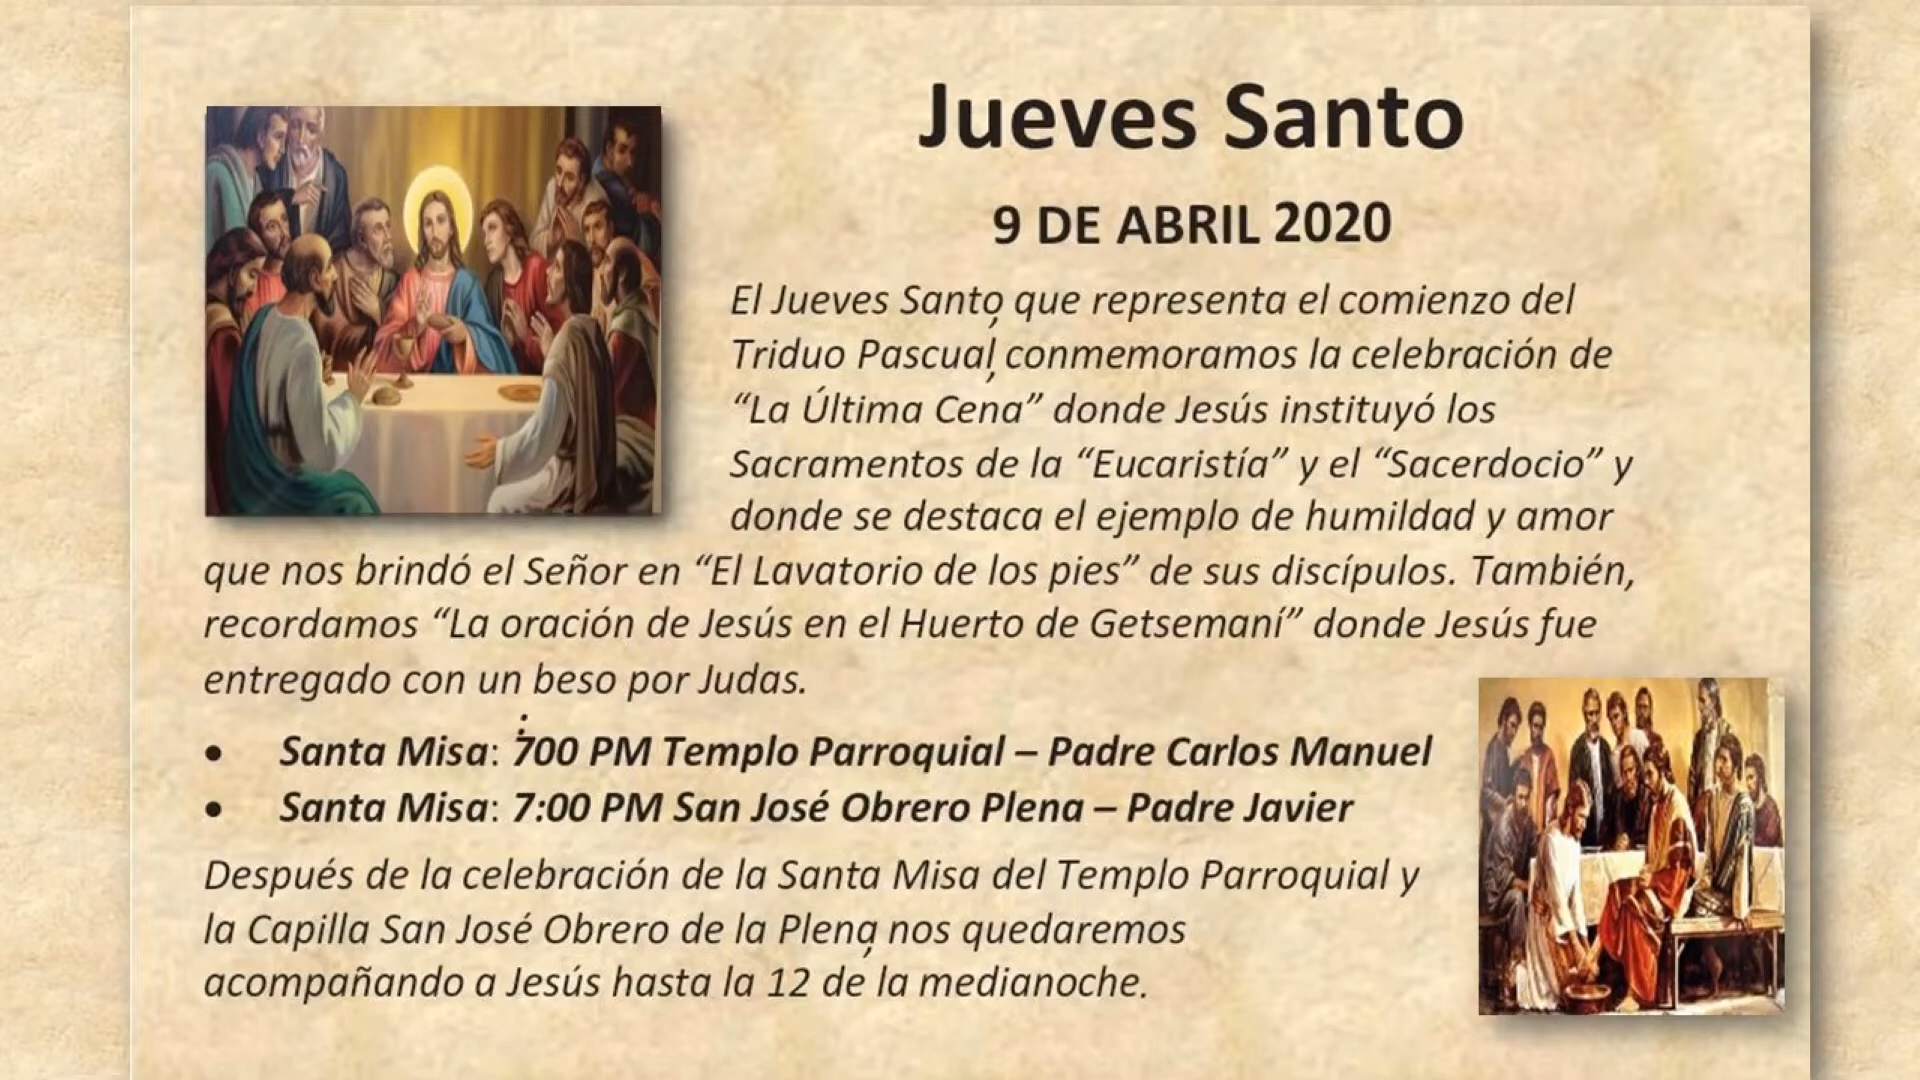 Jueves Santo
9 DE ABRIL 2020
El Jueves Santo, que representa el comienzo del
Triduo Pascual, conmemoramos la celebración de
“La Última Cena” donde Jesús instituyó los
Sacramentos de la “Eucaristía” y el “Sacerdocio” y
donde se destaca el ejemplo de humildad y amor
que nos brindó el Señor en “El Lavatorio de los pies” de sus discípulos. También,
recordamos “La oración de Jesús en el Huerto de Getsemaní” donde Jesús fue
entregado con un beso por Judas.
• Santa Misa: 7:00 PM Templo Parroquial – Padre Carlos Manuel
• Santa Misa: 7:00 PM San José Obrero Plena – Padre Javier
Después de la celebración de la Santa Misa del Templo Parroquial y
la Capilla San José Obrero de la Plena, nos quedaremos
acompañando a Jesús hasta la 12 de la medianoche.